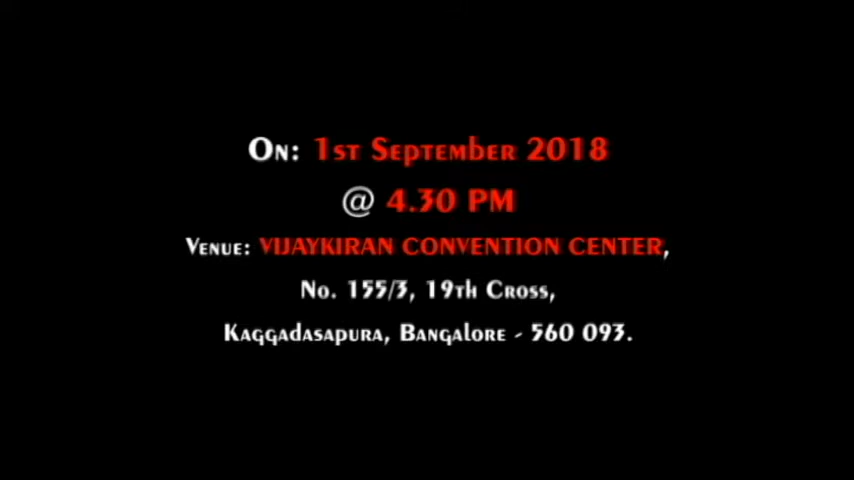 On: 1st September 2018
@ 4.30 PM
Venue: VIJAYKIRAN CONVENTION CENTER,
No. 155/3, 19th Cross,
Kaggadasapura, Bangalore - 560 093.